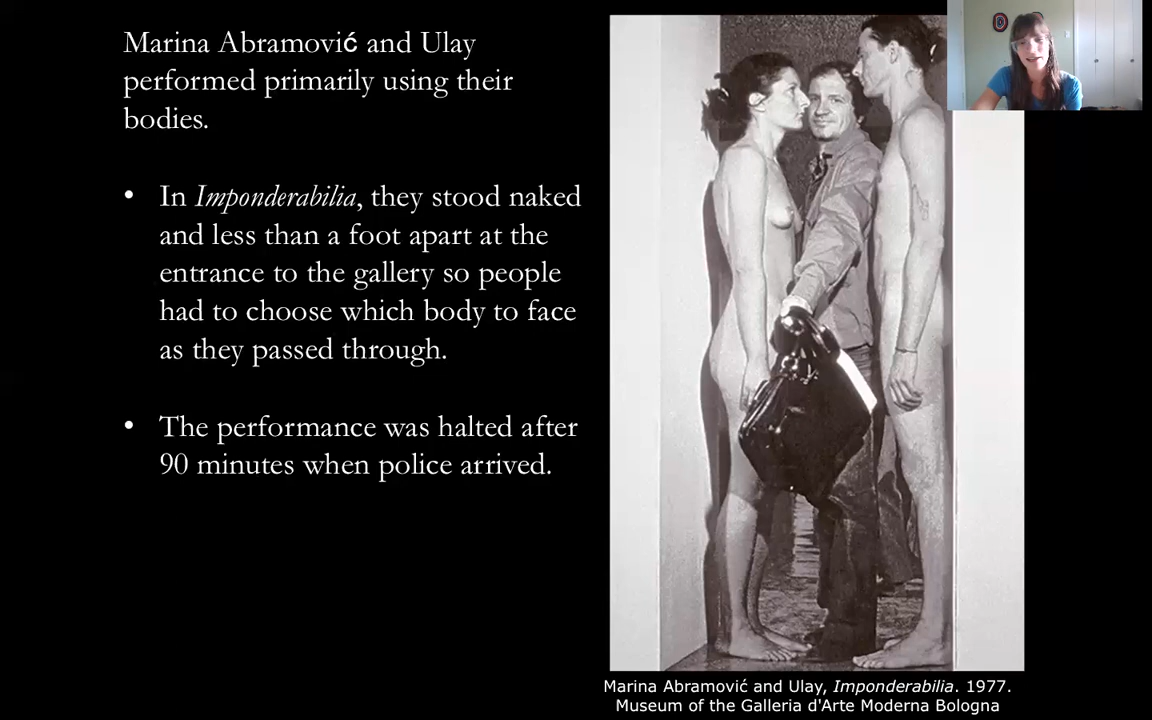 Marina Abramović and Ulay
performed primarily using their
bodies.
• In Imponderabilia, they stood naked
and less than a foot apart at the
entrance to the gallery so people
had to choose which body to face
as they passed through.
• The performance was halted after
90 minutes when police arrived.
Marina Abramović and Ulay, Imponderabilia. 1977.
Museum of the Galleria d'Arte Moderna Bologna